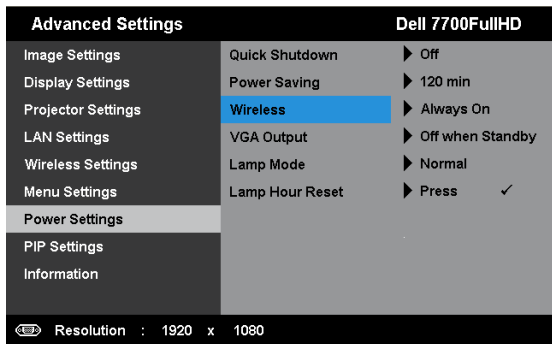 Advanced Settings Dell 7700FullHD
Image Settings Quick Shutdown Off
Display Settings Power Saving 120 min
Projector Settings Wireless Always On
LAN Settings VGA Output Off when Standby
Wireless Settings Lamp Mode Normal
Menu Settings Lamp Hour Reset Press ✓
Power Settings
PIP Settings
Information
Resolution : 1920 x 1080